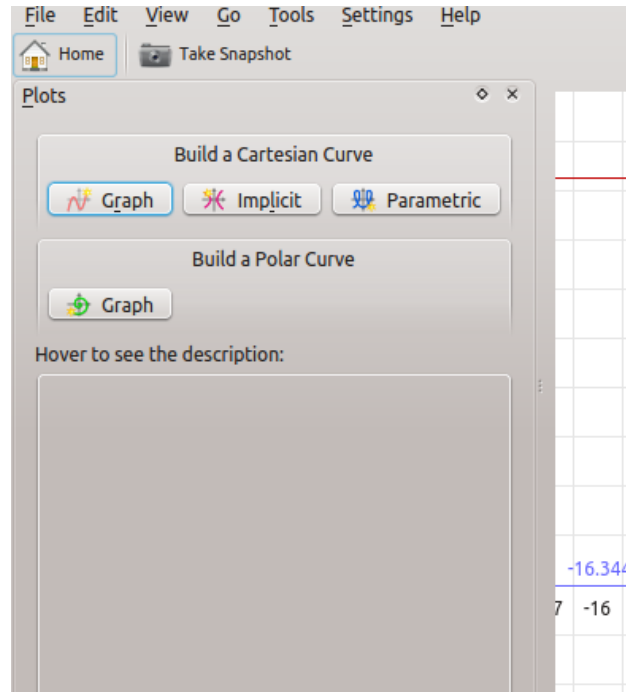 File Edit View Go Tools Settings Help
Home Take Snapshot
Plots
Build a Cartesian Curve
Graph Implicit Parametric
Build a Polar Curve
Graph
Hover to see the description:
-16.344
7 -16